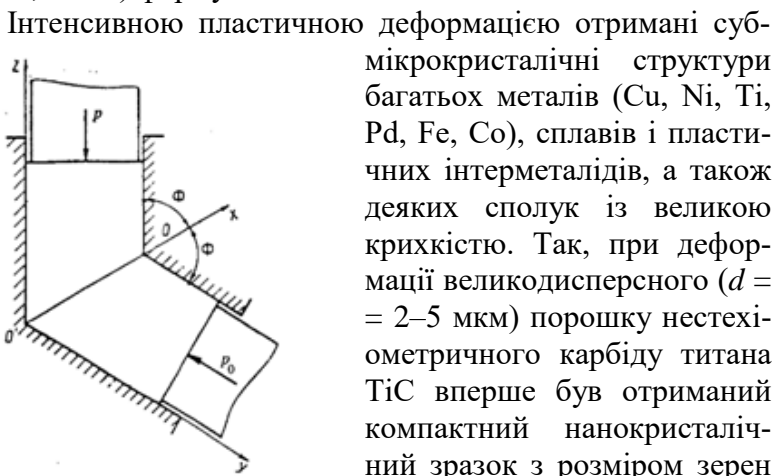 Інтенсивною пластичною деформацією отримані суб-
мікрокристалічні структури
багатьох металів (Cu, Ni, Ti,
Pd, Fe, Co), сплавів і пласти-
чних інтерметалідів, а також
деяких сполук із великою
крихкістю. Так, при дефор-
мації великодисперсного (d =
= 2–5 мкм) порошку нестехі-
ометричного карбіду титана
TiC вперше був отриманий
компактний нанокристаліч-
ний зразок з розміром зерен
z
P
Ф
x
O
Ф
O'
P₀
y